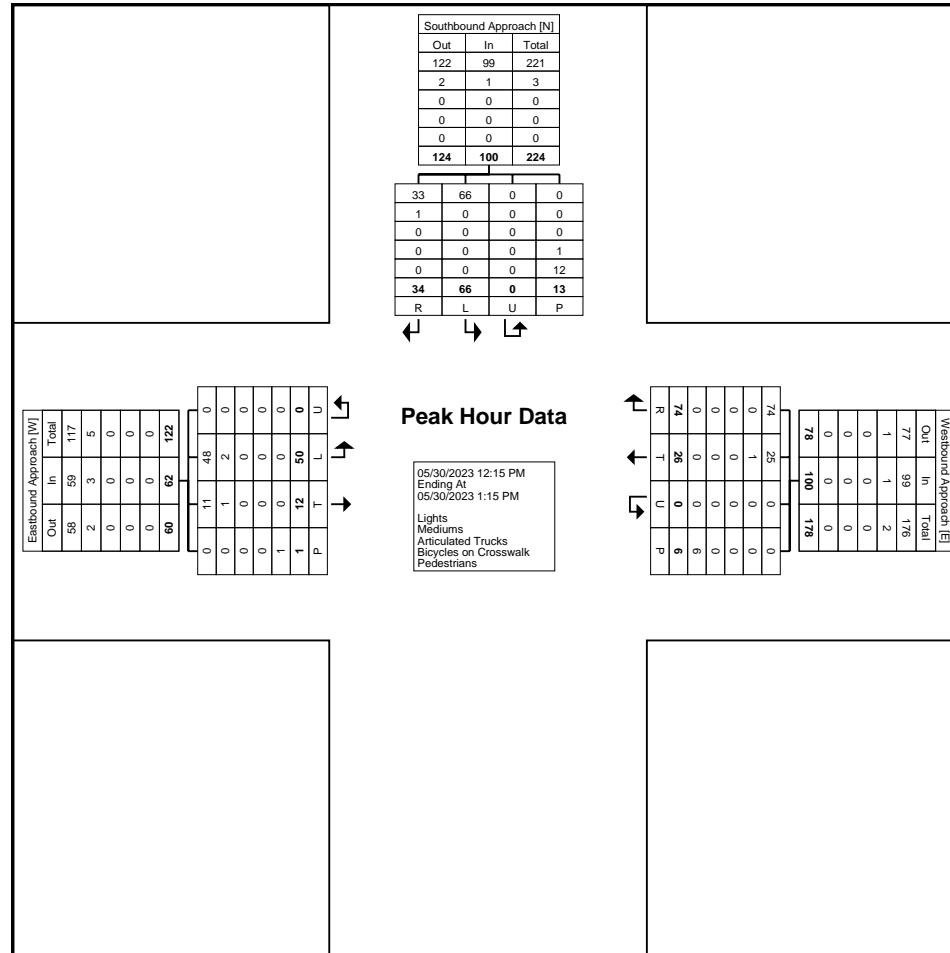 Southbound Approach [N]
Out In Total
122 99 221
2 1 3
0 0 0
0 0 0
0 0 0
124 100 224
33 66 0 0
1 0 0 0
0 0 0 0
0 0 0 1
0 0 0 12
34 66 0 13
R L U P
Eastbound Approach [W]
Out In Total
58 59 117
2 3 5
0 0 0
0 0 0
0 0 0
60 62 122
0 11 48 0
0 1 2 0
0 0 0 0
0 0 0 0
1 0 0 0
1 12 50 0
P T L U
Peak Hour Data
05/30/2023 12:15 PM
Ending At
05/30/2023 1:15 PM
Lights
Mediums
Articulated Trucks
Bicycles on Crosswalk
Pedestrians
Westbound Approach [E]
Out In Total
77 99 176
1 1 2
0 0 0
0 0 0
0 0 0
78 100 178
74 25 0 0
0 1 0 0
0 0 0 0
0 0 0 0
0 0 0 6
74 26 0 6
R T U P